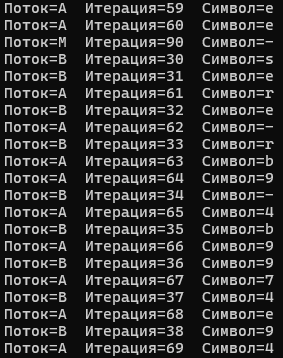 Поток=A  Итерация=59  Символ=e
Поток=A  Итерация=60  Символ=e
Поток=M  Итерация=90  Символ=-
Поток=B  Итерация=30  Символ=s
Поток=B  Итерация=31  Символ=e
Поток=A  Итерация=61  Символ=r
Поток=B  Итерация=32  Символ=e
Поток=A  Итерация=62  Символ=-
Поток=B  Итерация=33  Символ=r
Поток=A  Итерация=63  Символ=b
Поток=A  Итерация=64  Символ=9
Поток=B  Итерация=34  Символ=-
Поток=A  Итерация=65  Символ=4
Поток=B  Итерация=35  Символ=b
Поток=A  Итерация=66  Символ=9
Поток=B  Итерация=36  Символ=9
Поток=A  Итерация=67  Символ=7
Поток=B  Итерация=37  Символ=4
Поток=A  Итерация=68  Символ=e
Поток=B  Итерация=38  Символ=9
Поток=A  Итерация=69  Символ=4